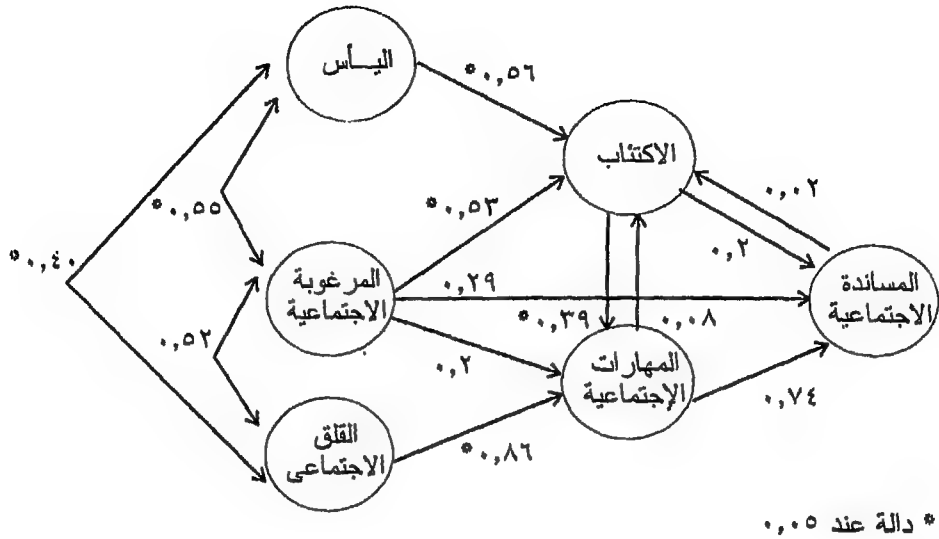 اليـأس
*٠,٥٦
الاكتئاب
٠,٠٢
*٠,٥٥
*٠,٥٣
٠,٢
*٠,٤٠
المرغوبة
الاجتماعية
٠,٢٩
المساندة
الاجتماعية
*٠,٣٩
٠,٠٨
٠,٥٢
٠,٢
المهارات
الإجتماعية
٠,٧٤
القلق
الاجتماعى
*٠,٨٦
* دالة عند ٠,٠٥